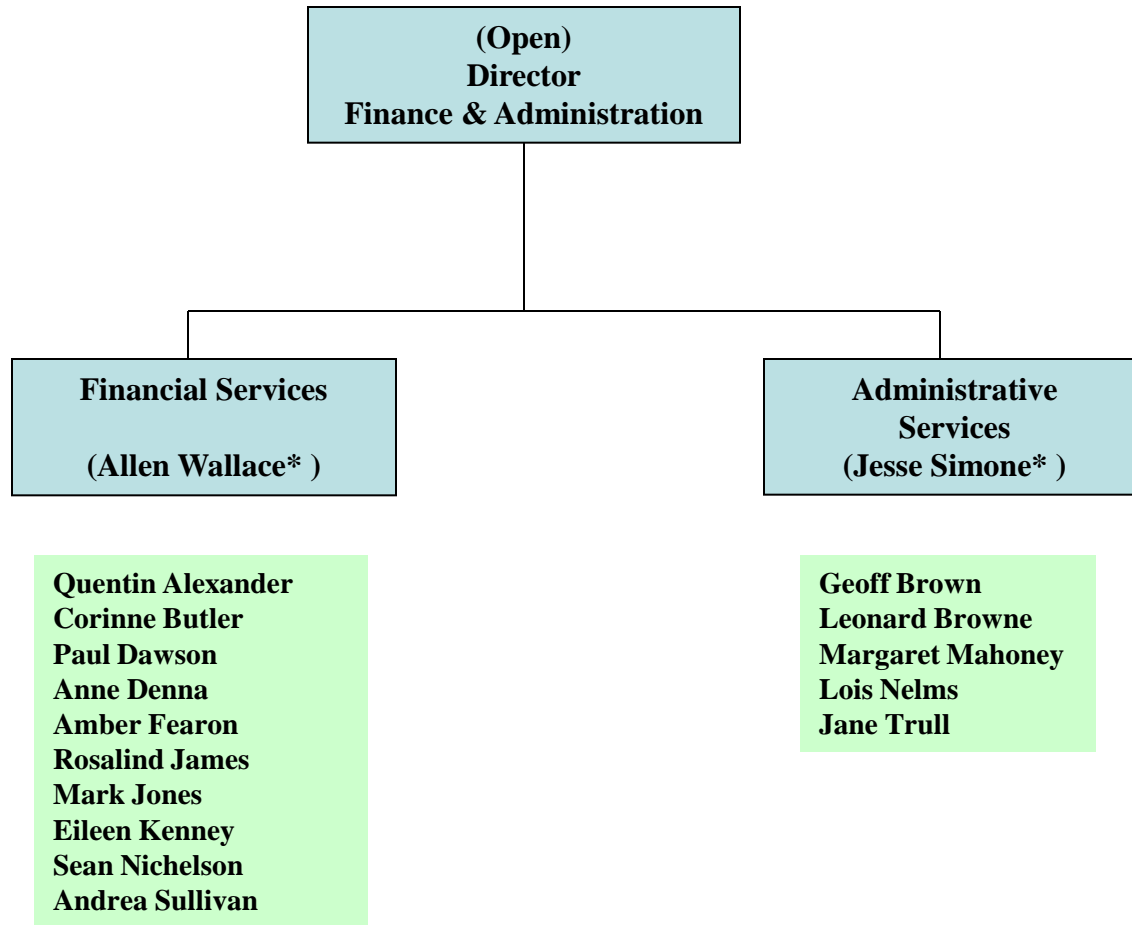 (Open)
Director
Finance & Administration
Financial Services
(Allen Wallace* )
Administrative
Services
(Jesse Simone* )
Quentin Alexander
Corinne Butler
Paul Dawson
Anne Denna
Amber Fearon
Rosalind James
Mark Jones
Eileen Kenney
Sean Nichelson
Andrea Sullivan
Geoff Brown
Leonard Browne
Margaret Mahoney
Lois Nelms
Jane Trull